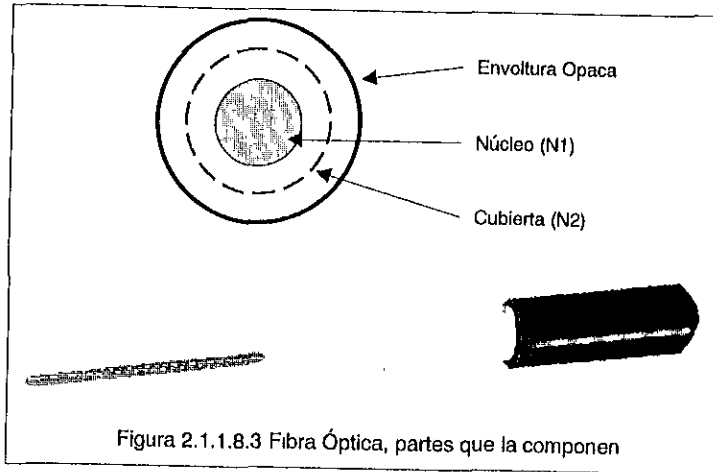 Envoltura Opaca
Núcleo (N1)
Cubierta (N2)
Figura 2.1.1.8.3 Fibra Óptica, partes que la componen